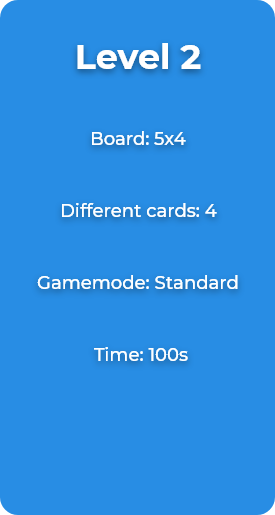 Level 2
Board: 5x4
Different cards: 4
Gamemode: Standard
Time: 100s